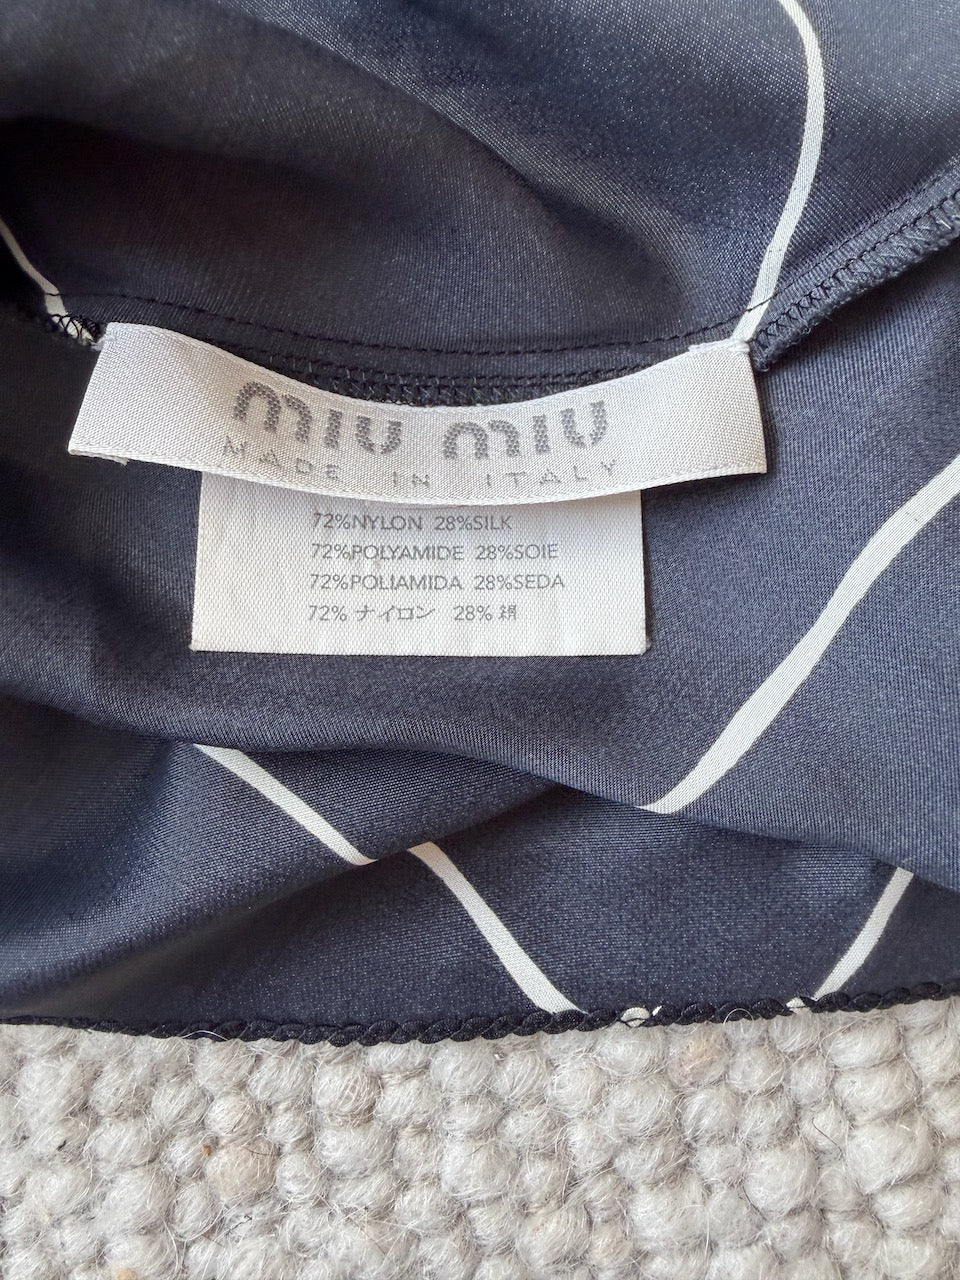 MIU MIU
MADE IN ITALY
72%NYLON 28%SILK
72%POLYAMIDE 28%SOIE
72%POLIAMIDA 28%SEDA
72% ナイロン 28% 絹